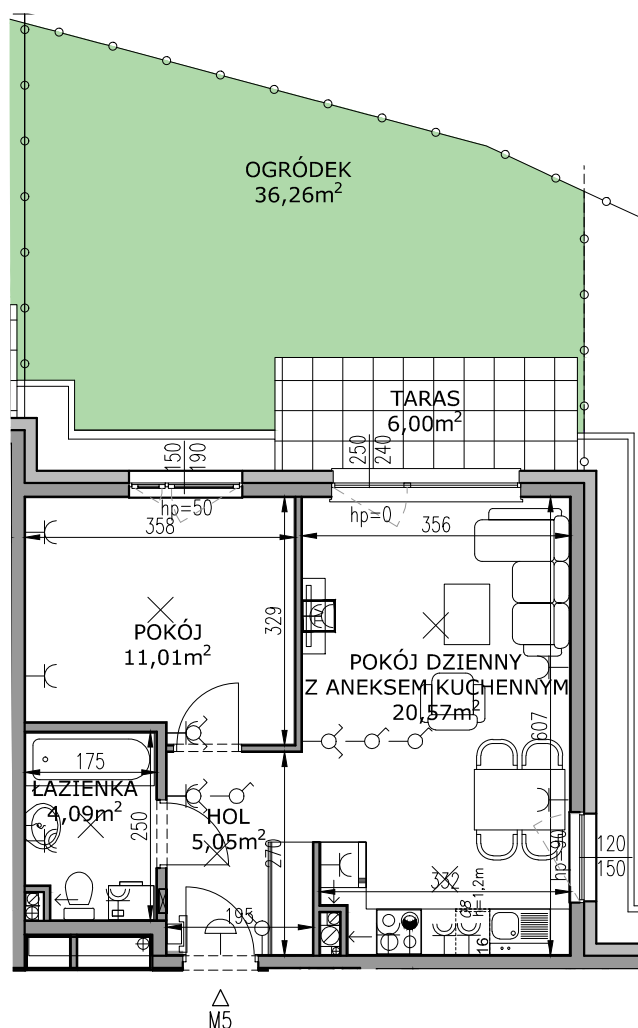 OGRÓDEK
36,26m²
TARAS
6,00m²
150
190
250
240
hp=50
hp=0
358
356
329
POKÓJ
11,01m²
POKÓJ DZIENNY
Z ANEKSEM KUCHENNYM
20,57m²
607
175
ŁAZIENKA
4,09m²
250
HOL
5,05m²
270
hp=90
120
150
332
H=1,2m
195
16
M5